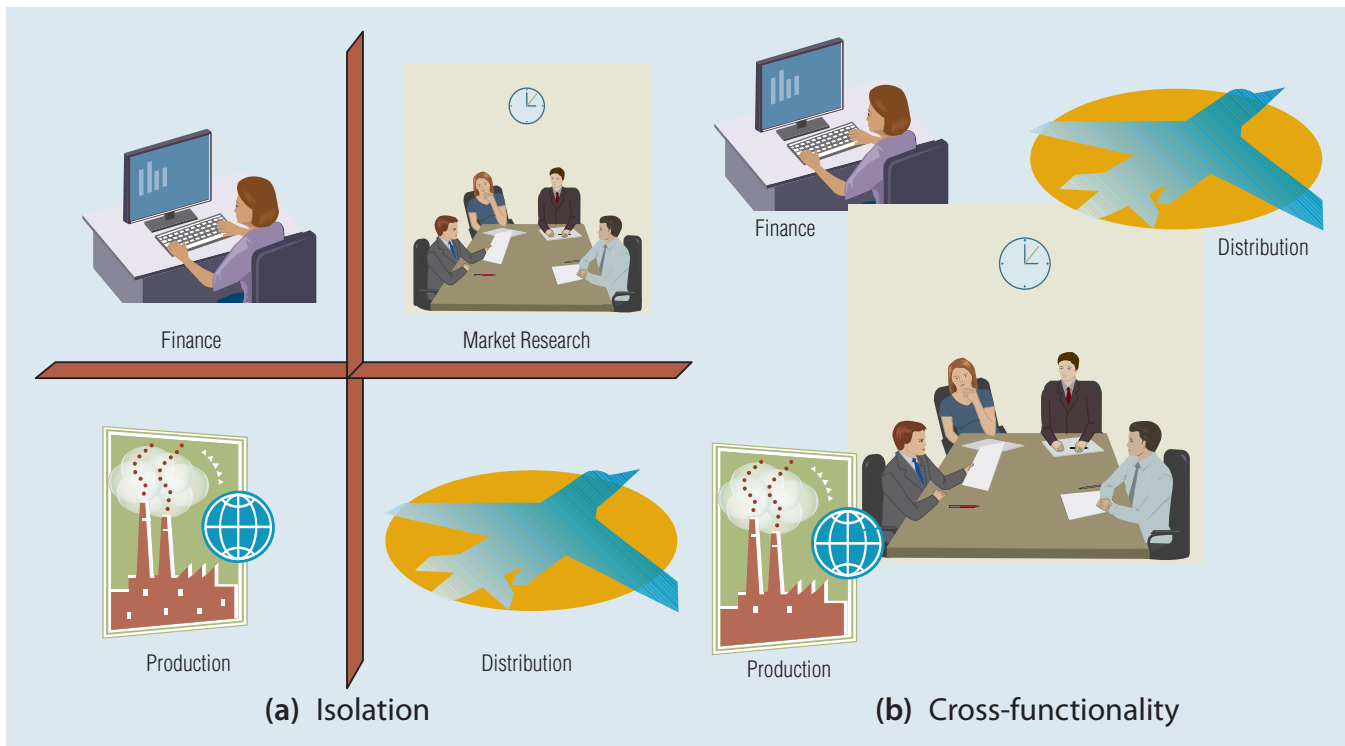 Finance
Market Research
Production
Distribution
(a) Isolation
Finance
Distribution
Production
(b) Cross-functionality